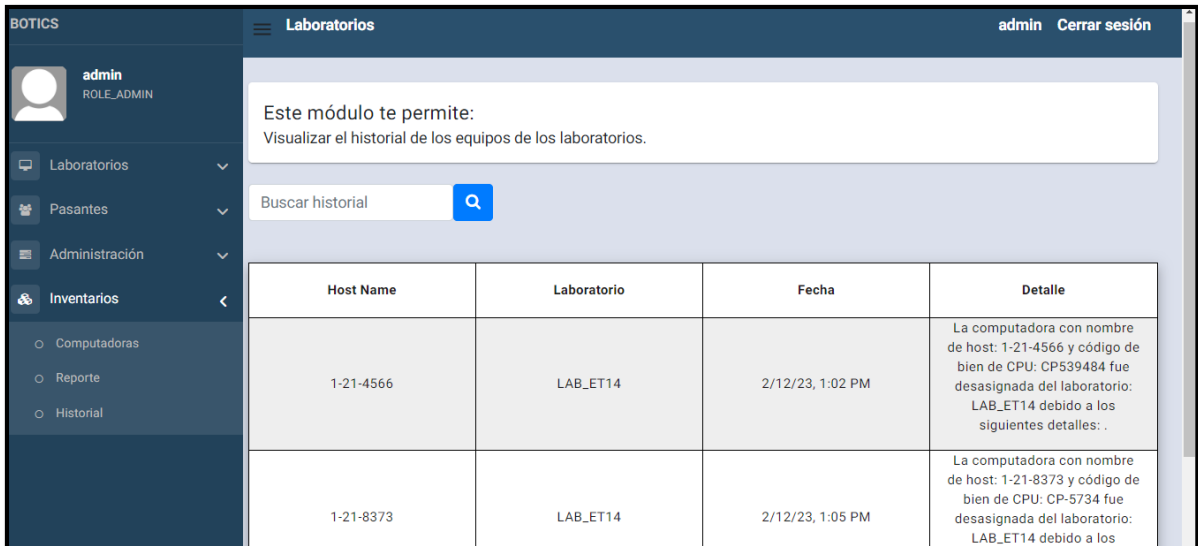 BOTICS
Laboratorios
admin Cerrar sesión
admin
ROLE_ADMIN
Laboratorios
Pasantes
Administración
Inventarios
Computadoras
Reporte
Historial
Este módulo te permite:
Visualizar el historial de los equipos de los laboratorios.
Buscar historial
Host Name Laboratorio Fecha Detalle
1-21-4566 LAB_ET14 2/12/23, 1:02 PM
La computadora con nombre
de host: 1-21-4566 y código de
bien de CPU: CP539484 fue
desasignada del laboratorio:
LAB_ET14 debido a los
siguientes detalles: .
1-21-8373 LAB_ET14 2/12/23, 1:05 PM
La computadora con nombre
de host: 1-21-8373 y código de
bien de CPU: CP-5734 fue
desasignada del laboratorio:
LAB_ET14 debido a los